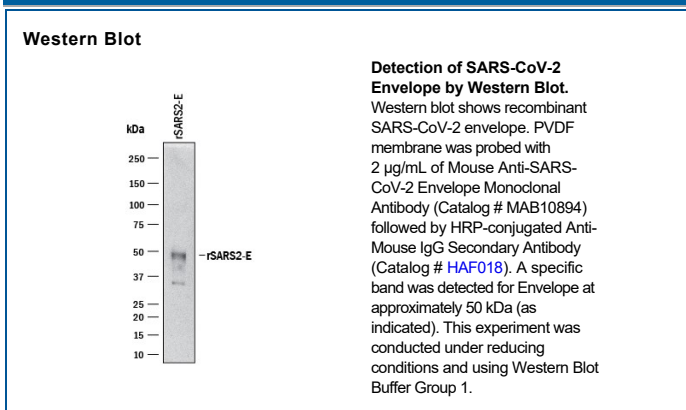 Western Blot
rSARS2-E
kDa
250
150
100
75
50
37
25
20
15
10
rSARS2-E
Detection of SARS-CoV-2
Envelope by Western Blot.
Western blot shows recombinant
SARS-CoV-2 envelope. PVDF
membrane was probed with
2 µg/mL of Mouse Anti-SARS-
CoV-2 Envelope Monoclonal
Antibody (Catalog # MAB10894)
followed by HRP-conjugated Anti-
Mouse IgG Secondary Antibody
(Catalog # HAF018). A specific
band was detected for Envelope at
approximately 50 kDa (as
indicated). This experiment was
conducted under reducing
conditions and using Western Blot
Buffer Group 1.